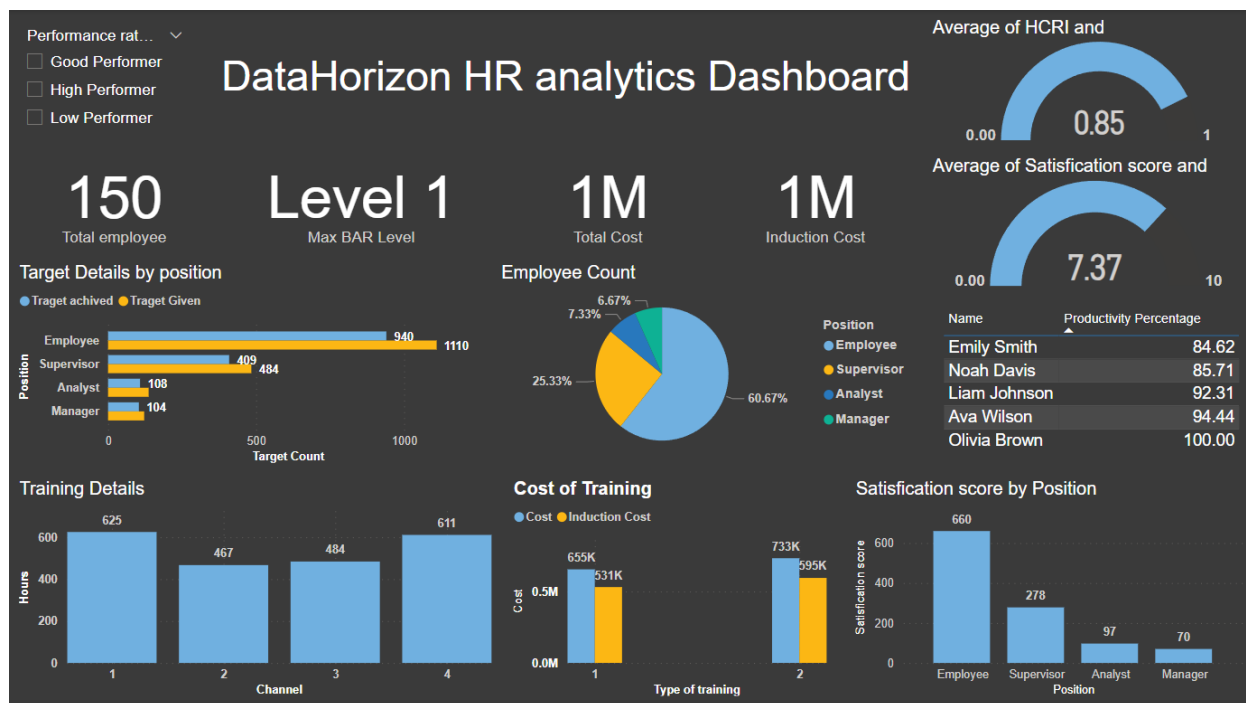 Performance rat...
Good Performer
High Performer
Low Performer
DataHorizon HR analytics Dashboard
Average of HCRI and
0.85
0.00
1
Average of Satisfication score and
7.37
0.00
10
150
Total employee
Level 1
Max BAR Level
1M
Total Cost
1M
Induction Cost
Target Details by position
Traget achived Traget Given
Position
Employee 940
1110
Supervisor 409
484
Analyst 108
Manager 104
0 500 1000
Target Count
Employee Count
6.67%
7.33%
25.33%
60.67%
Position
Employee
Supervisor
Analyst
Manager
Name Productivity Percentage
Emily Smith 84.62
Noah Davis 85.71
Liam Johnson 92.31
Ava Wilson 94.44
Olivia Brown 100.00
Training Details
Hours
600
400
200
0
625 467 484 611
1 2 3 4
Channel
Cost of Training
Cost Induction Cost
Cost
0.5M
0.0M
655K 531K 733K 595K
1 2
Type of training
Satisfication score by Position
Satisfication score
600
400
200
0
660 278 97 70
Employee Supervisor Analyst Manager
Position